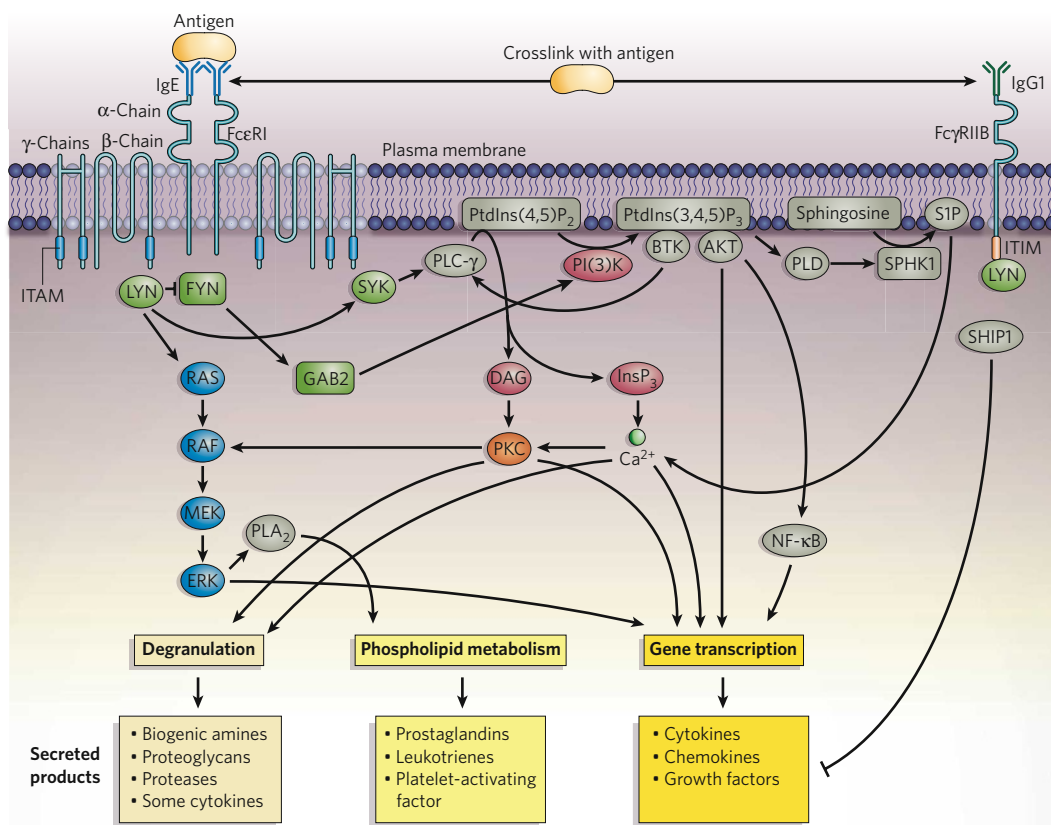 Antigen
Crosslink with antigen
IgE
IgG1
α-Chain
FcεRI
FcγRIIB
γ-Chains
β-Chain
Plasma membrane
PtdIns(4,5)P2
PtdIns(3,4,5)P3
Sphingosine
S1P
ITIM
BTK
AKT
PLC-γ
PI(3)K
PLD
SPHK1
LYN
ITAM
LYN
FYN
SYK
SHIP1
RAS
GAB2
DAG
InsP3
RAF
PKC
Ca2+
MEK
PLA2
NF-κB
ERK
Degranulation
Phospholipid metabolism
Gene transcription
Secreted
products
• Biogenic amines
• Proteoglycans
• Proteases
• Some cytokines
• Prostaglandins
• Leukotrienes
• Platelet-activating
factor
• Cytokines
• Chemokines
• Growth factors